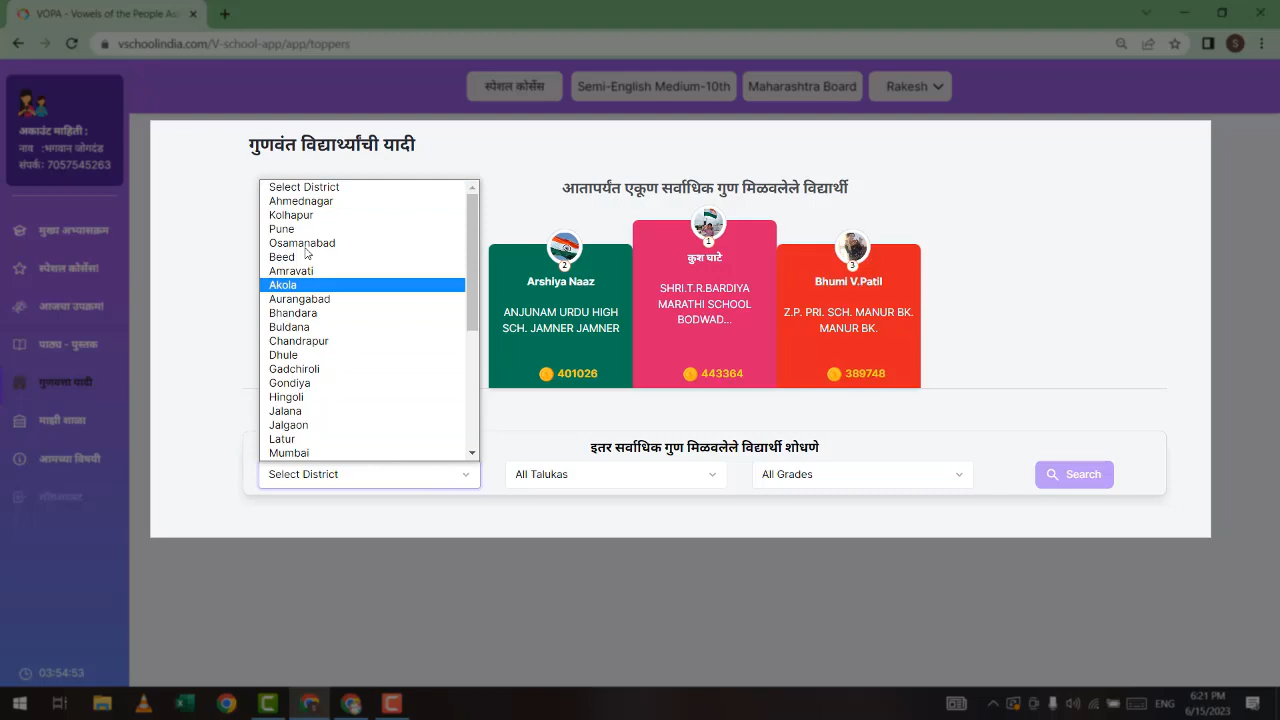 VOPA - Vowels of the People Ass
vschoolindia.com/V-school-app/app/toppers
S
स्पेशल कोर्सेस
Semi-English Medium-10th
Maharashtra Board
Rakesh
अकाउंट माहिती :
नाव :भगवान जोगदंड
संपर्क: 7057545263
मुख्य अभ्यासक्रम
स्पेशल कोर्सेस!
आजचा उपक्रम!
पाठ्य - पुस्तक
गुणवत्ता यादी
माझी शाळा
आमच्या विषयी
03:54:53
गुणवंत विद्यार्थ्यांची यादी
आतापर्यंत एकूण सर्वाधिक गुण मिळवलेले विद्यार्थी
Select District
Ahmednagar
Kolhapur
Pune
Osamanabad
Beed
Amravati
Akola
Aurangabad
Bhandara
Buldana
Chandrapur
Dhule
Gadchiroli
Gondiya
Hingoli
Jalana
Jalgaon
Latur
Mumbai
2
Arshiya Naaz
ANJUNAM URDU HIGH
SCH. JAMNER JAMNER
401026
1
कुश घाटे
SHRI.T.R.BARDIYA
MARATHI SCHOOL
BODWAD...
443364
3
Bhumi V.Patil
Z.P. PRI. SCH. MANUR BK.
MANUR BK.
389748
इतर सर्वाधिक गुण मिळवलेले विद्यार्थी शोधणे
Select District
All Talukas
All Grades
Search
ENG
6:21 PM
6/15/2023